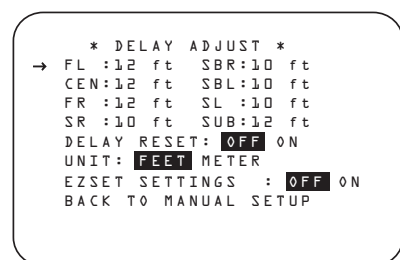 * DELAY ADJUST *
→ FL :12 ft SBR:10 ft
CEN:12 ft SBL:10 ft
FR :12 ft SL :10 ft
SR :10 ft SUB:12 ft
DELAY RESET: OFF ON
UNIT: FEET METER
EZSET SETTINGS : OFF ON
BACK TO MANUAL SETUP